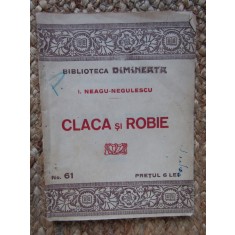 BIBLIOTECA DIMINEAȚA
I. NEAGU-NEGULESCU
CLACA ȘI ROBIE
No. 61 PREȚUL 6 LEI